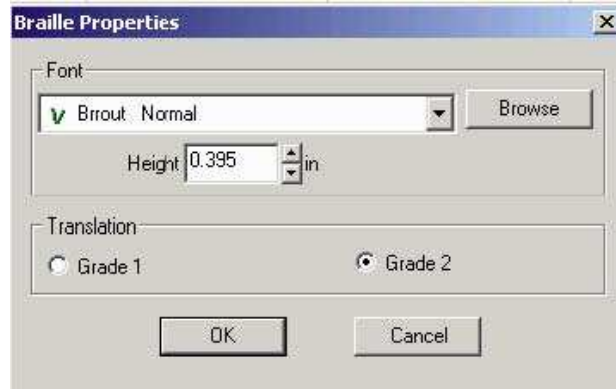 Braille Properties
Font
Brrout Normal
Browse
Height 0.395 in
Translation
Grade 1
Grade 2
OK
Cancel